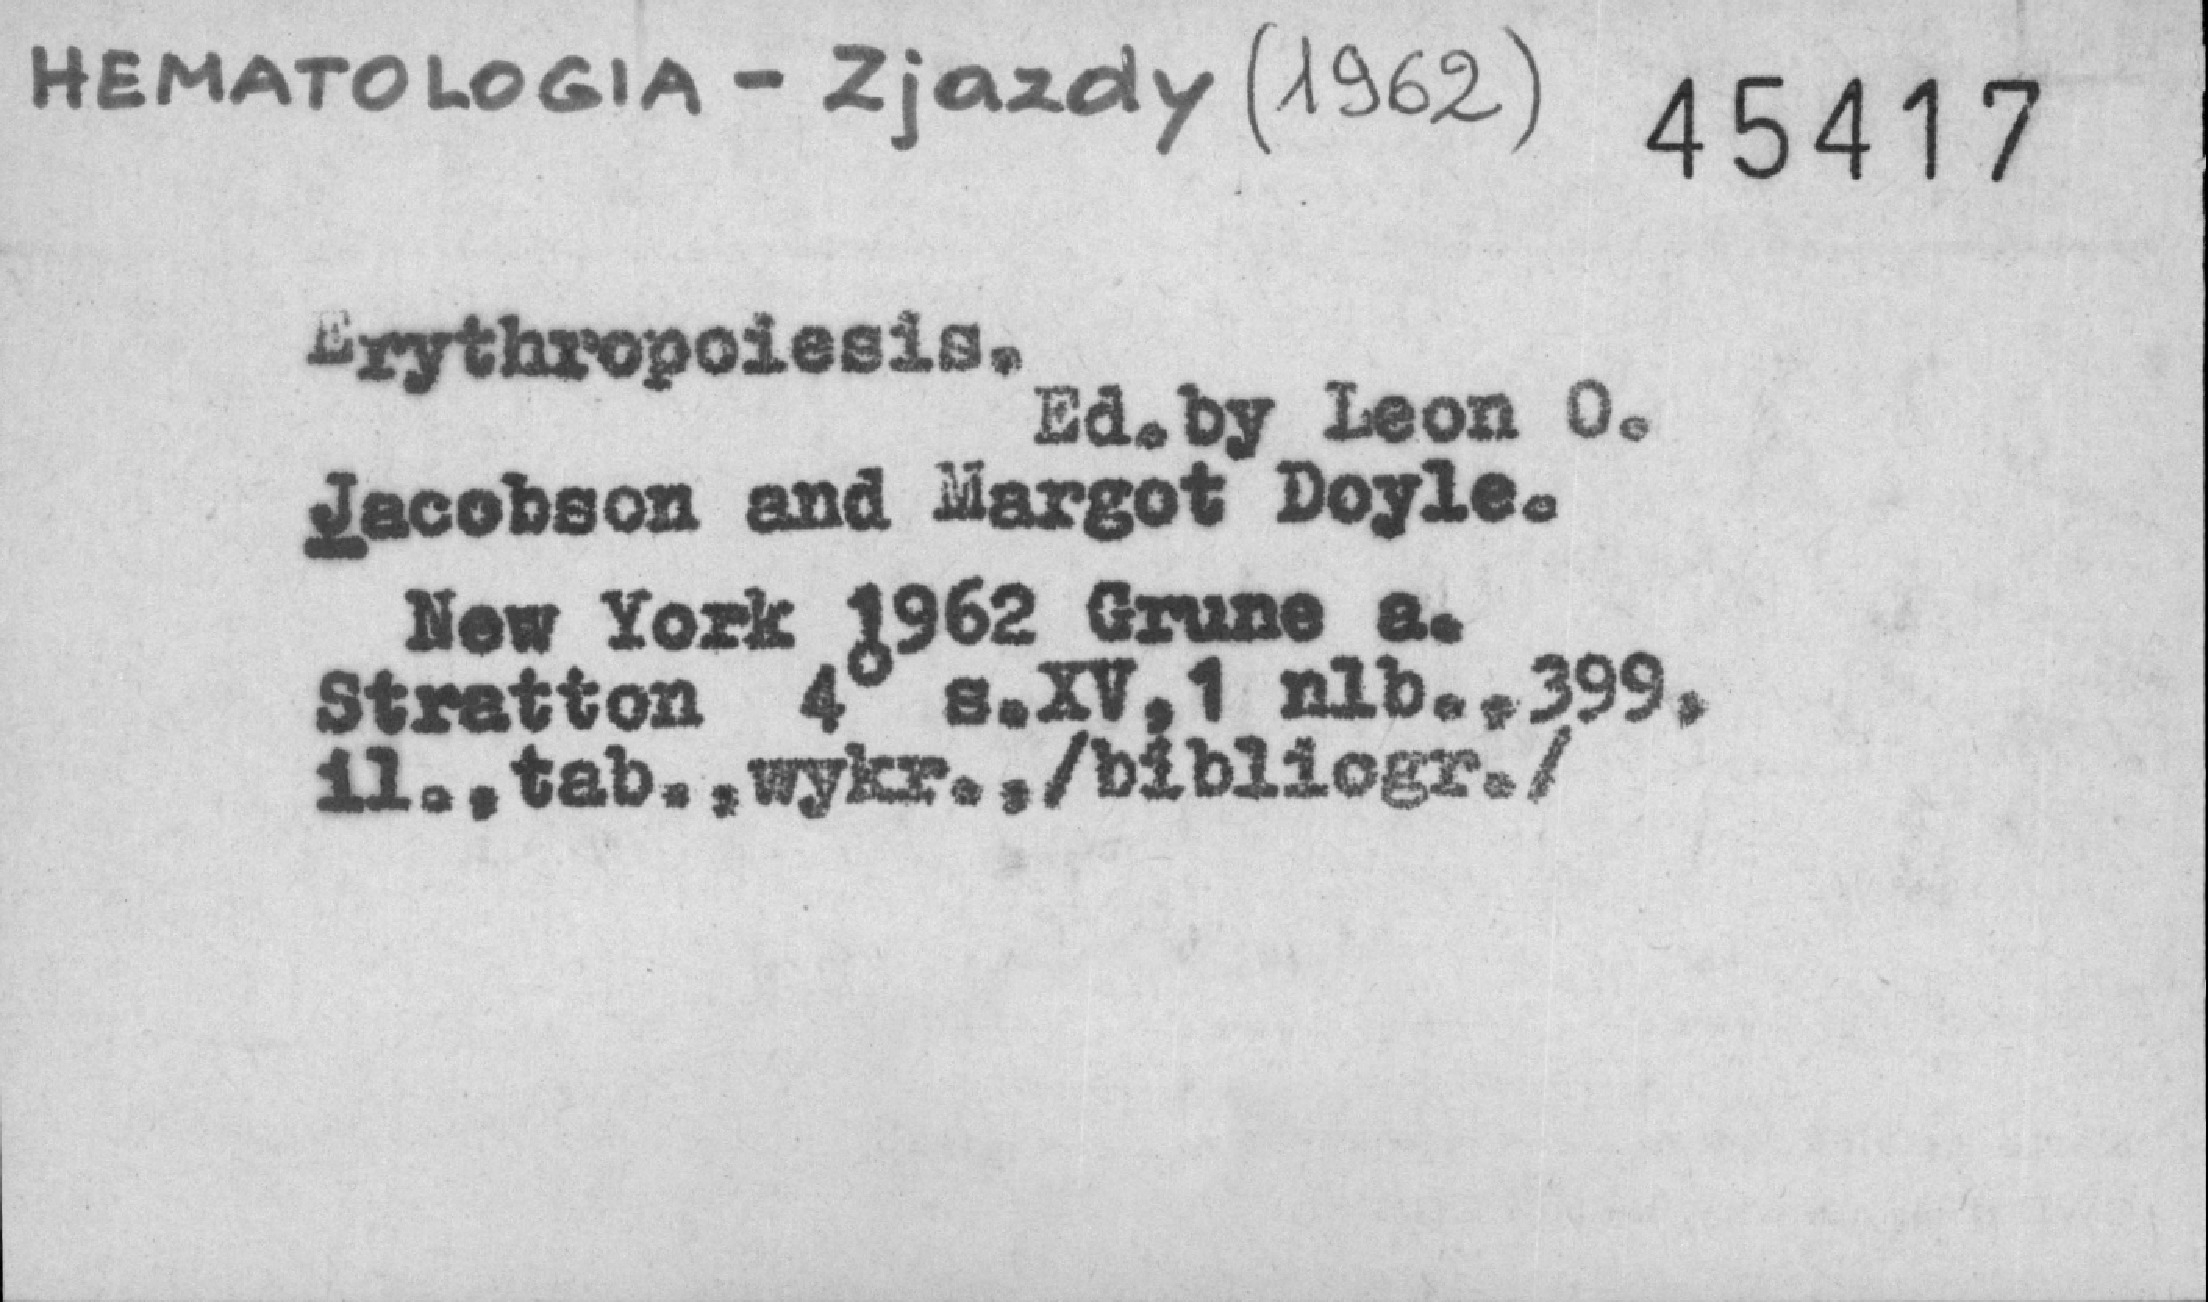 HEMATOLOGIA - Zjazdy (1962) 45417
Erythropoiesis.
Ed.by Leon O.
Jacobson and Margot Doyle.
New York 1962 Grune a.
Stratton 4° s.XV,1 nlb.,399,
il.,tab.,wykr.,/bibliogr./